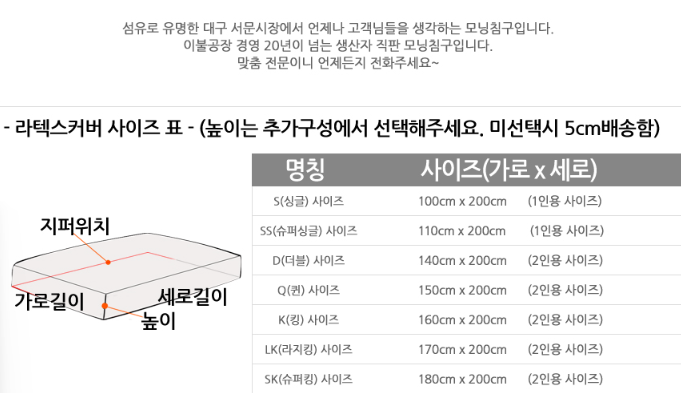 섬유로 유명한 대구 서문시장에서 언제나 고객님들을 생각하는 모닝침구입니다.
이불공장 경영 20년이 넘는 생산자 직판 모닝침구입니다.
맞춤 전문이니 언제든지 전화주세요~
- 라텍스커버 사이즈 표 - (높이는 추가구성에서 선택해주세요. 미선택시 5cm배송함)
명칭 사이즈(가로 x 세로)
S(싱글) 사이즈 100cm x 200cm (1인용 사이즈)
SS(슈퍼싱글) 사이즈 110cm x 200cm (1인용 사이즈)
D(더블) 사이즈 140cm x 200cm (2인용 사이즈)
Q(퀸) 사이즈 150cm x 200cm (2인용 사이즈)
K(킹) 사이즈 160cm x 200cm (2인용 사이즈)
LK(라지킹) 사이즈 170cm x 200cm (2인용 사이즈)
SK(슈퍼킹) 사이즈 180cm x 200cm (2인용 사이즈)
지퍼위치
가로길이
세로길이
높이